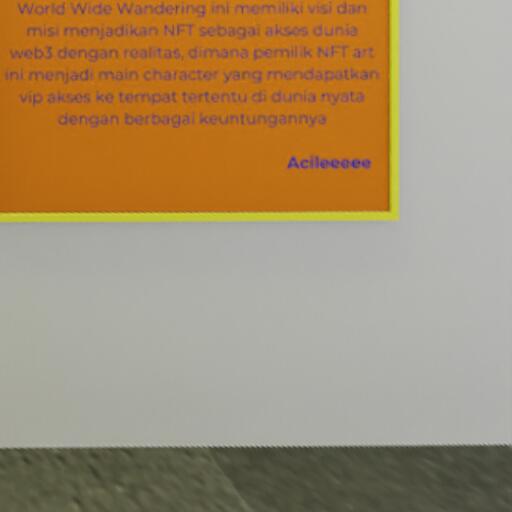 World Wide Wandering ini memiliki visi dan
misi menjadikan NFT sebagai akses dunia
web3 dengan realitas, dimana pemilik NFT art
ini menjadi main character yang mendapatkan
vip akses ke tempat tertentu di dunia nyata
dengan berbagai keuntungannya
Acileeeee